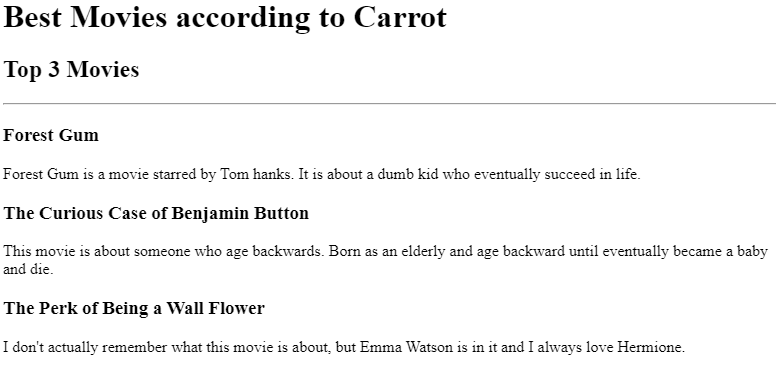 Best Movies according to Carrot
Top 3 Movies
Forest Gum
Forest Gum is a movie starred by Tom hanks. It is about a dumb kid who eventually succeed in life.
The Curious Case of Benjamin Button
This movie is about someone who age backwards. Born as an elderly and age backward until eventually became a baby
and die.
The Perk of Being a Wall Flower
I don't actually remember what this movie is about, but Emma Watson is in it and I always love Hermione.